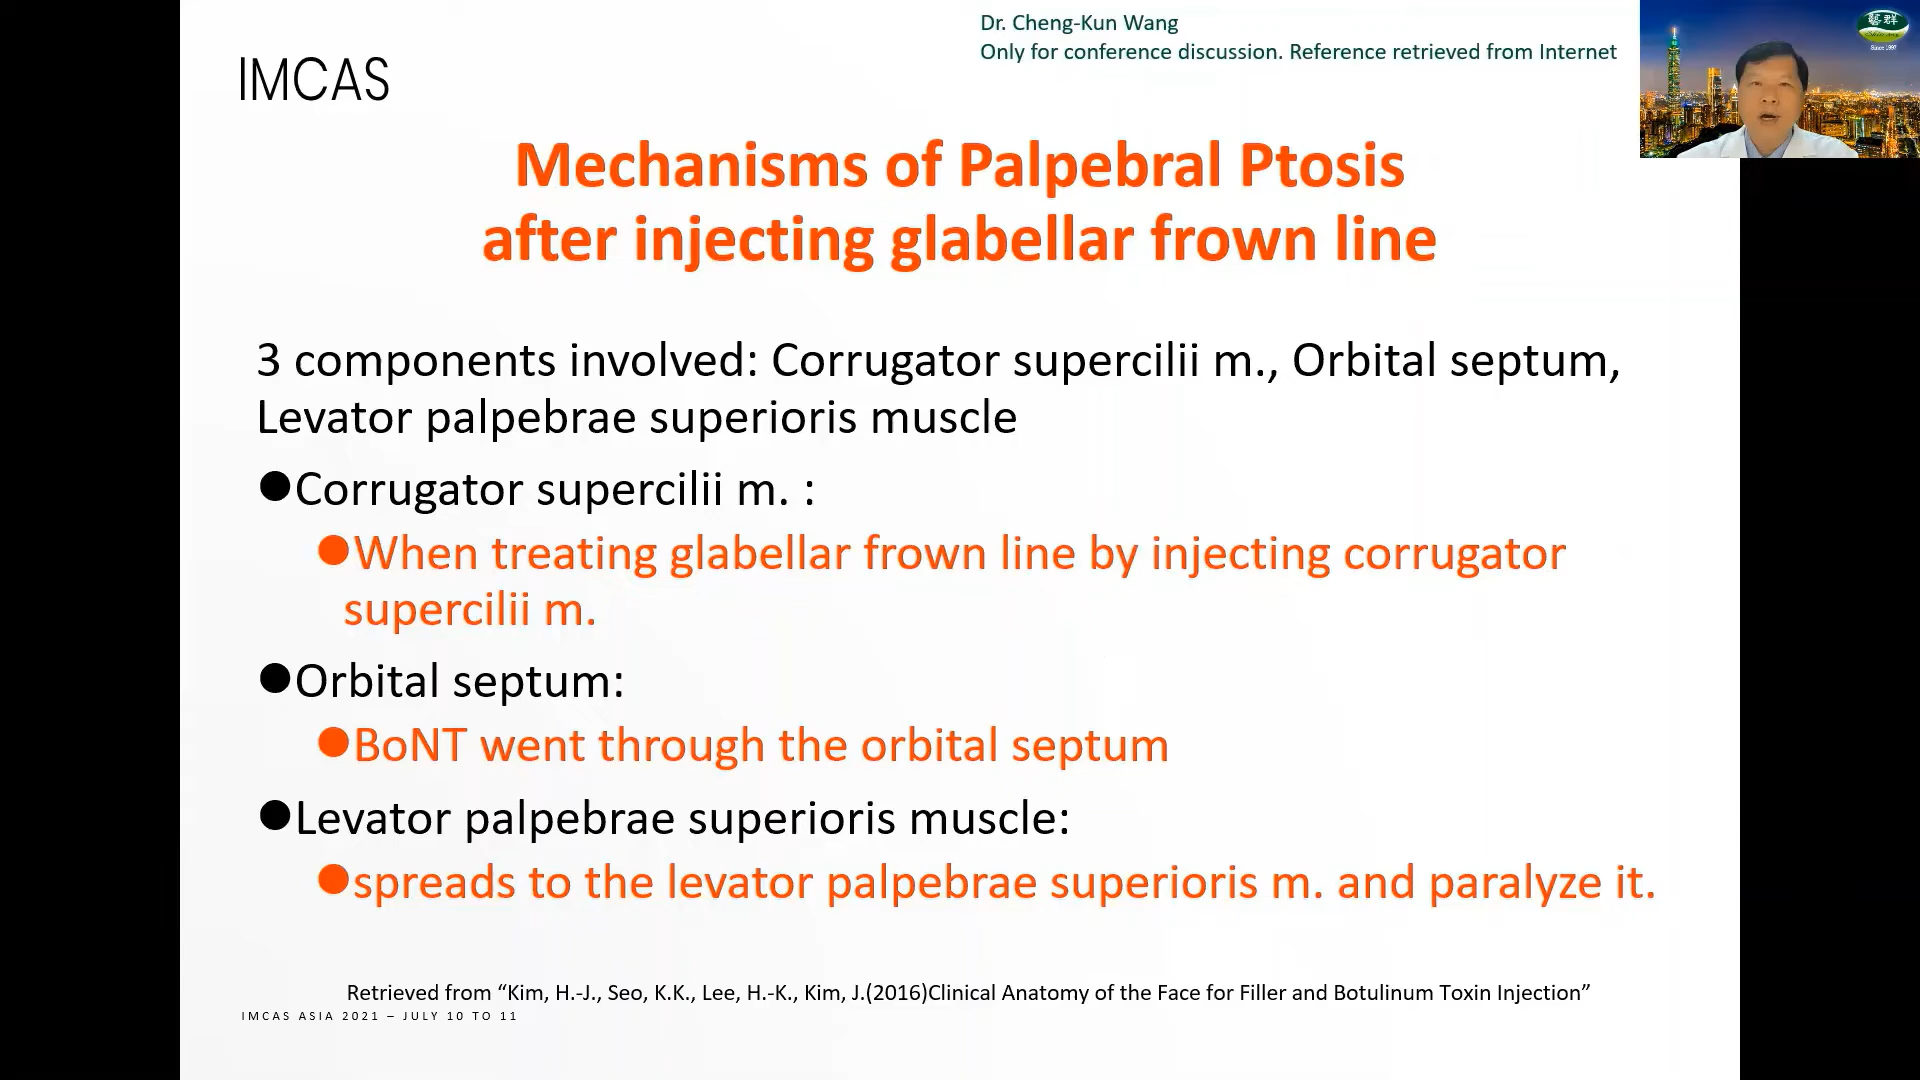 Dr. Cheng-Kun Wang
Only for conference discussion. Reference retrieved from Internet
IMCAS
藝群
Since 1997
Mechanisms of Palpebral Ptosis
after injecting glabellar frown line
3 components involved: Corrugator supercilii m., Orbital septum,
Levator palpebrae superioris muscle
●Corrugator supercilii m. :
●When treating glabellar frown line by injecting corrugator
supercilii m.
●Orbital septum:
●BoNT went through the orbital septum
●Levator palpebrae superioris muscle:
●spreads to the levator palpebrae superioris m. and paralyze it.
Retrieved from “Kim, H.-J., Seo, K.K., Lee, H.-K., Kim, J.(2016)Clinical Anatomy of the Face for Filler and Botulinum Toxin Injection”
IMCAS ASIA 2021 – JULY 10 TO 11